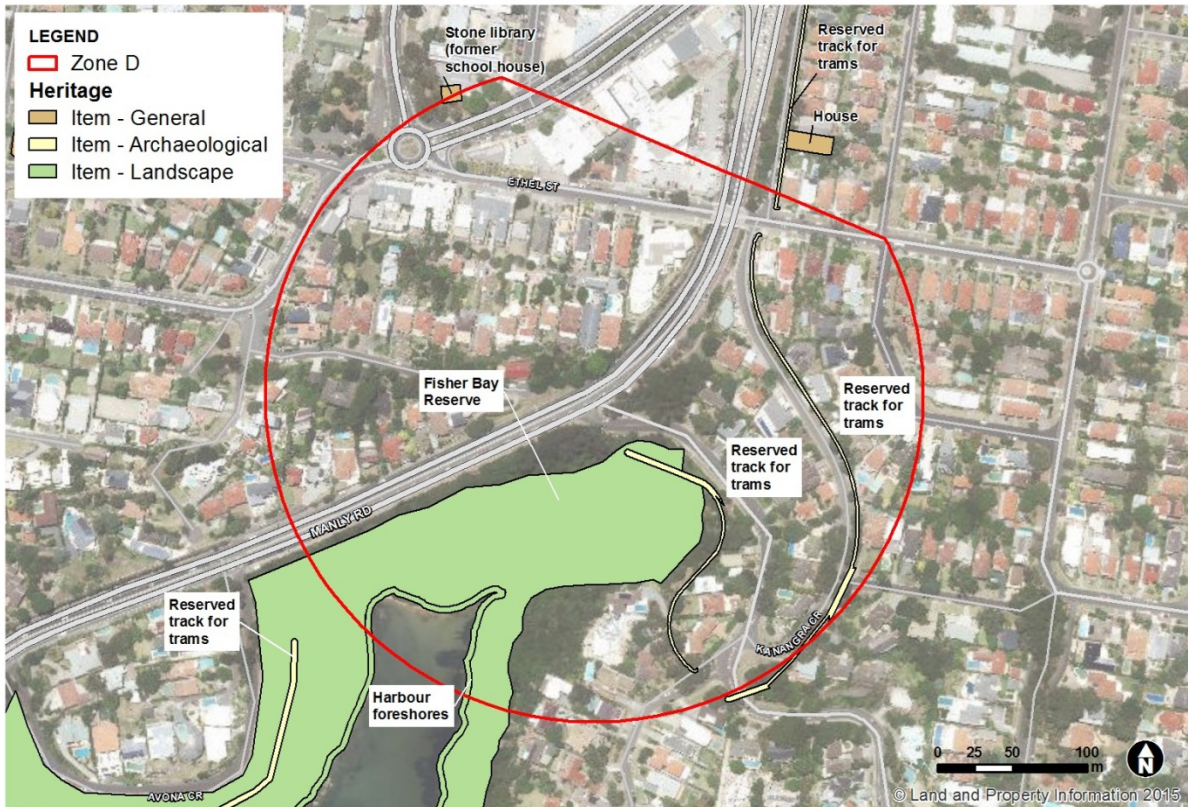 LEGEND
Zone D
Heritage
Item - General
Item - Archaeological
Item - Landscape
Stone library
(former
school house)
Reserved
track for
trams
House
ETHEL ST
Fisher Bay
Reserve
Reserved
track for
trams
Reserved
track for
trams
MANLY RD
Reserved
track for
trams
KANANGRA CR
Harbour
foreshores
AVONA CR
0 25 50 100
m
N
© Land and Property Information 2015